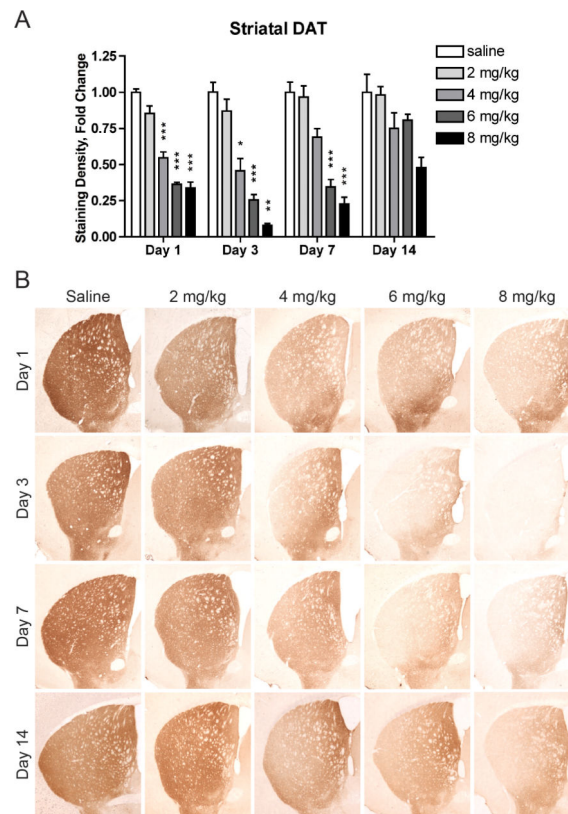 A
Striatal DAT
Staining Density, Fold Change
1.25
1.00
0.75
0.50
0.25
0.00
***
***
***
*
***
**
***
***
Day 1
Day 3
Day 7
Day 14
saline
2 mg/kg
4 mg/kg
6 mg/kg
8 mg/kg
B
Saline 2 mg/kg 4 mg/kg 6 mg/kg 8 mg/kg
Day 1
Day 3
Day 7
Day 14